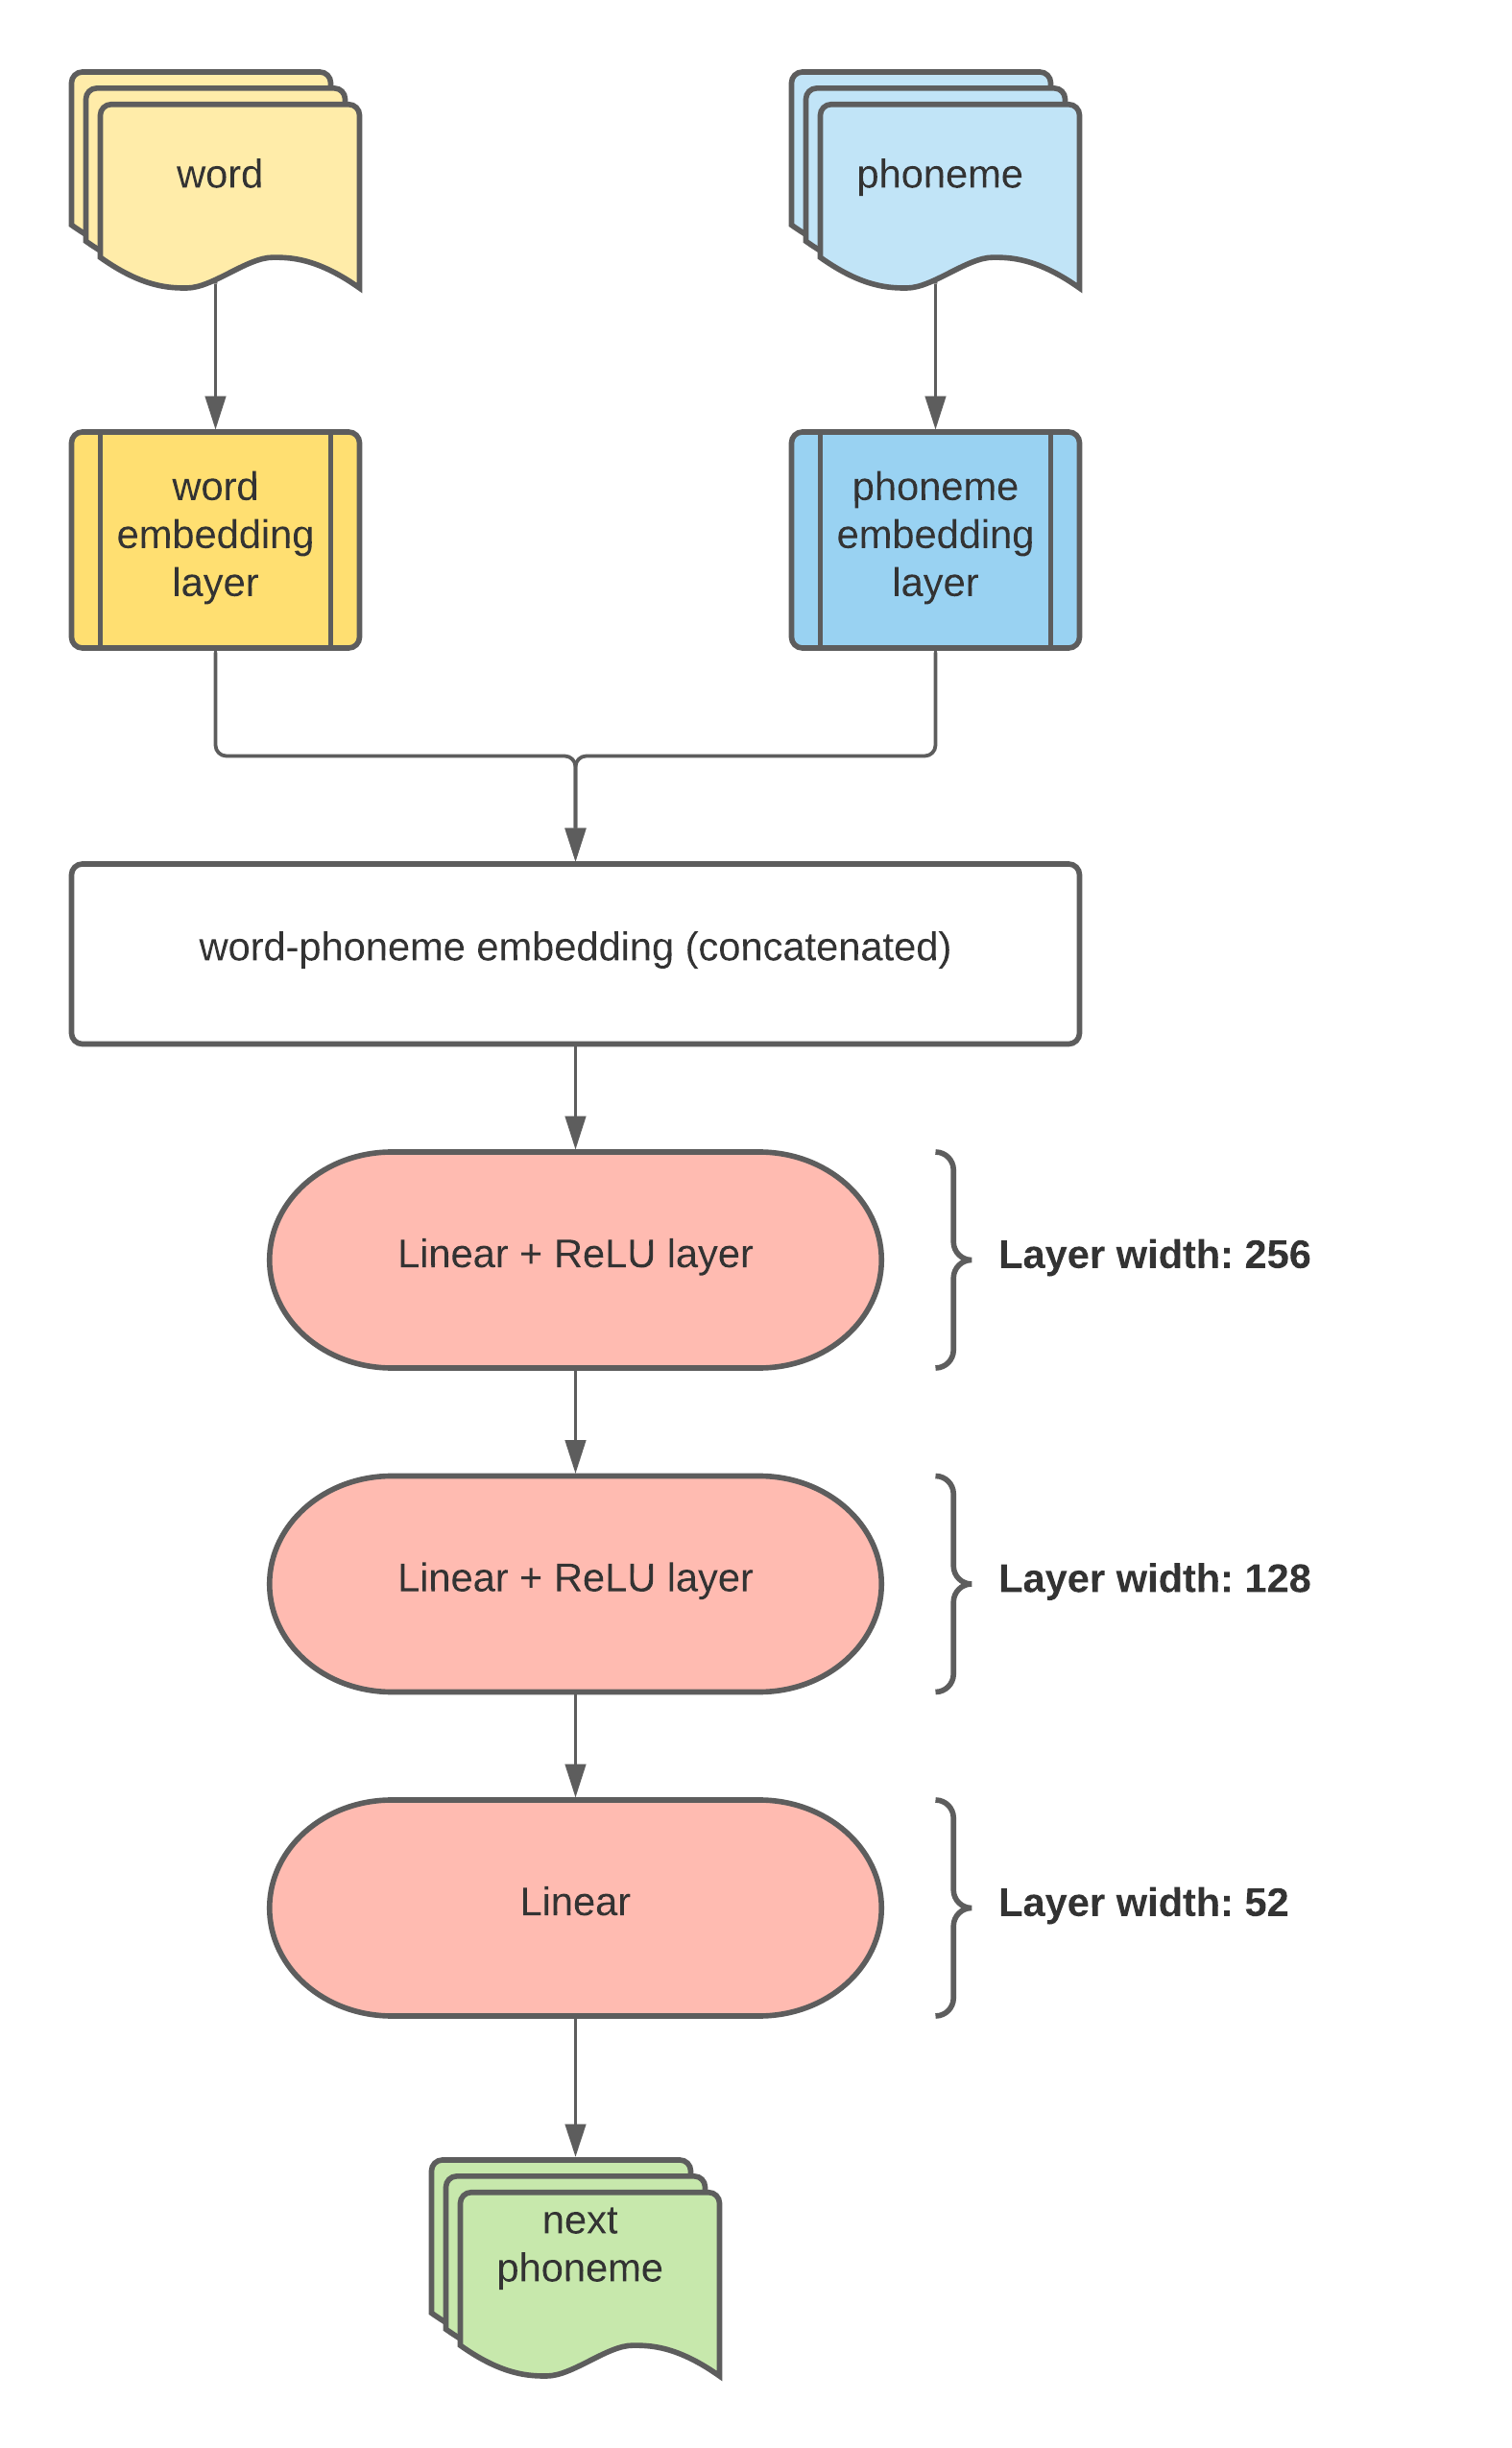 word
phoneme
word
embedding
layer
phoneme
embedding
layer
word-phoneme embedding (concatenated)
Linear + ReLU layer
Layer width: 256
Linear + ReLU layer
Layer width: 128
Linear
Layer width: 52
next
phoneme